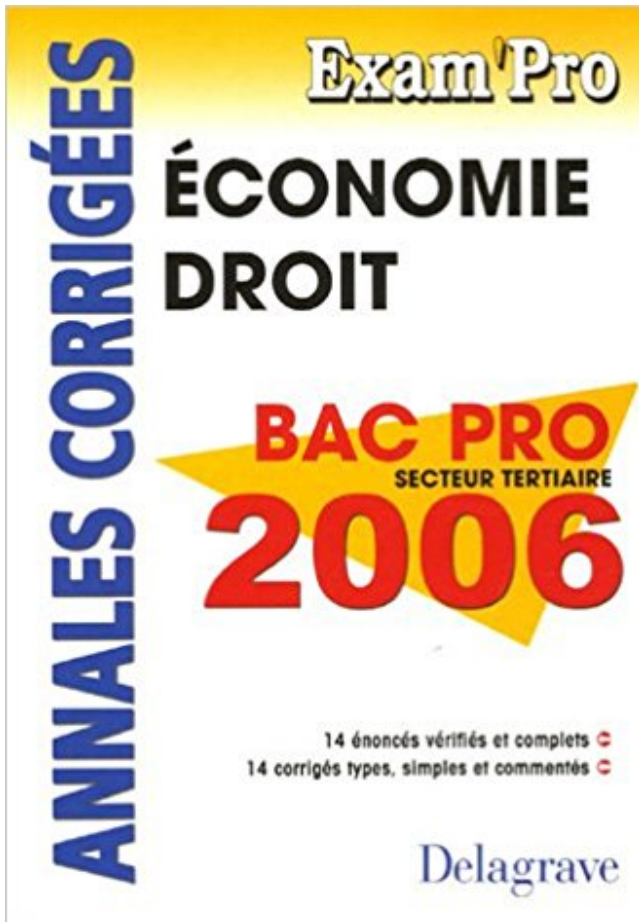 Exam'Pro
ANNALES CORRIGÉES
ÉCONOMIE
DROIT
BAC PRO
SECTEUR TERTIAIRE
2006
14 énoncés vérifiés et complets
14 corrigés types, simples et commentés
Delagrave